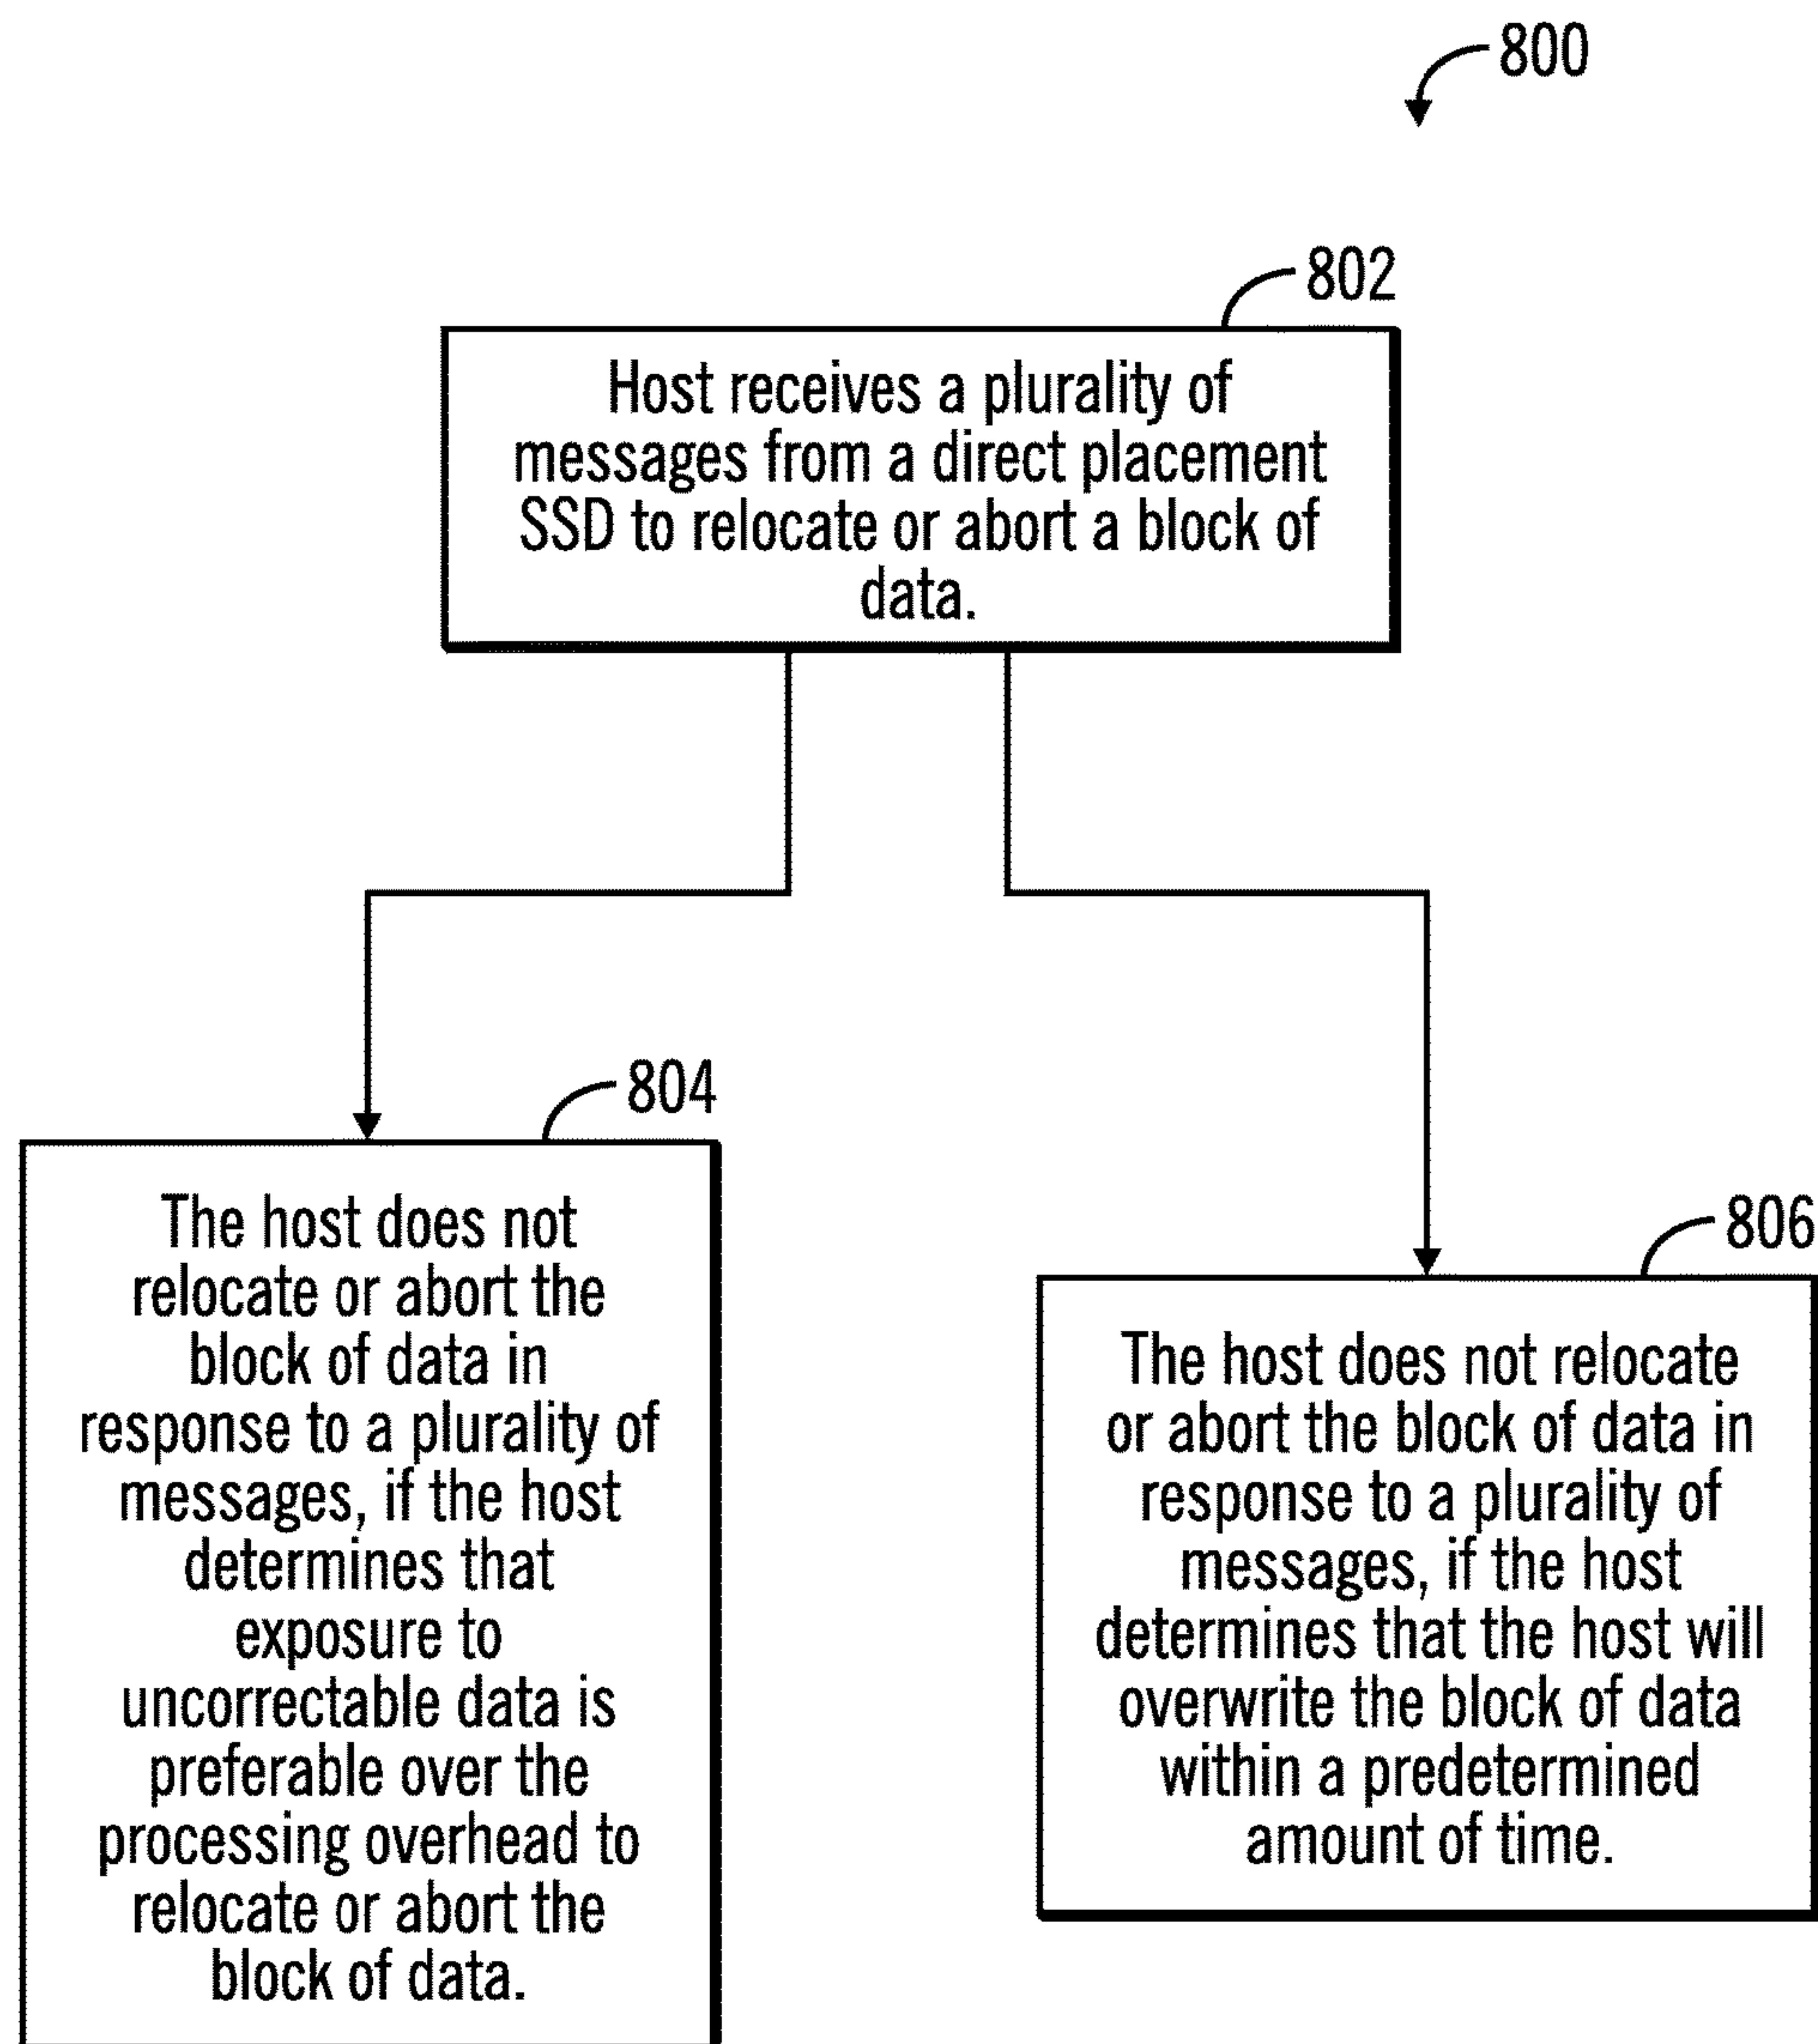 800
802
Host receives a plurality of
messages from a direct placement
SSD to relocate or abort a block of
data.
804
The host does not
relocate or abort the
block of data in
response to a plurality of
messages, if the host
determines that
exposure to
uncorrectable data is
preferable over the
processing overhead to
relocate or abort the
block of data.
806
The host does not relocate
or abort the block of data in
response to a plurality of
messages, if the host
determines that the host will
overwrite the block of data
within a predetermined
amount of time.